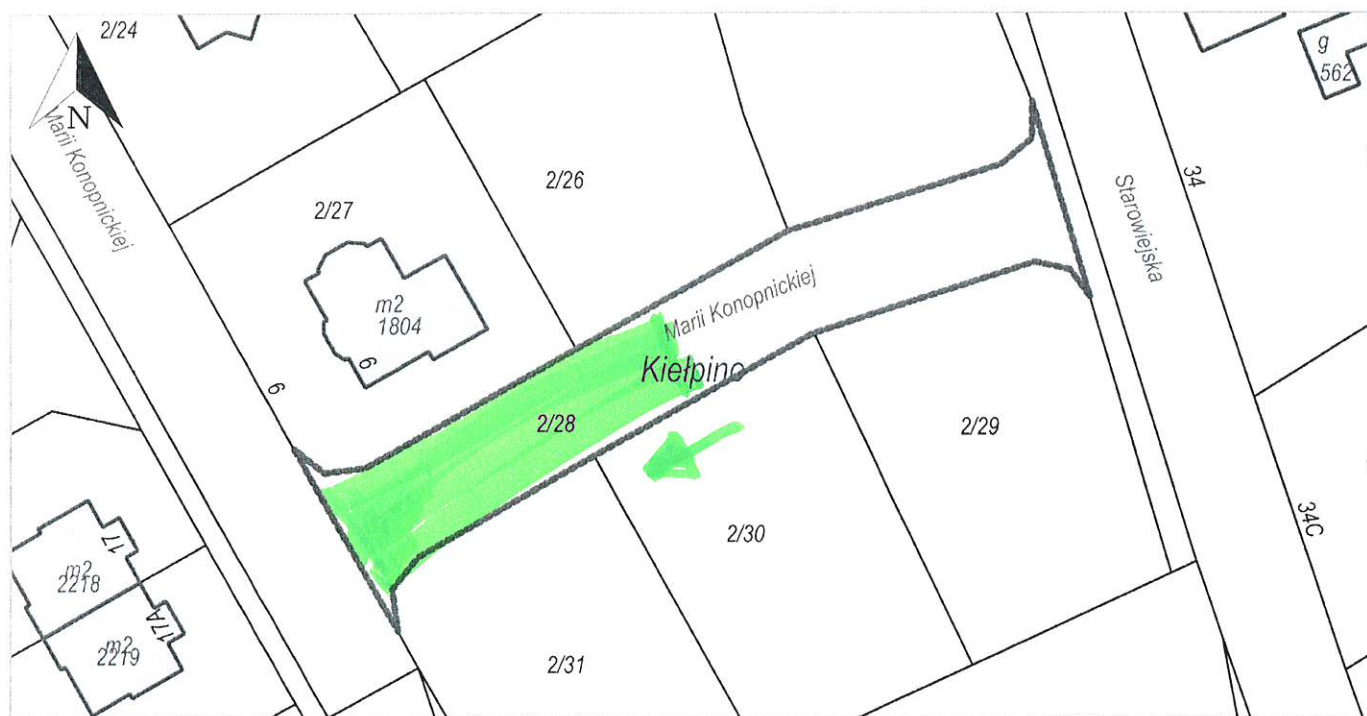 2/24
g
562
N
Marii Konopnickiej
34
2/26
Starowiejska
2/27
m2
1804
9
Marii Konopnickiej
Kiełpino
9
2/28
2/29
34C
2/30
17
m2
2218
17A
m2
2219
2/31